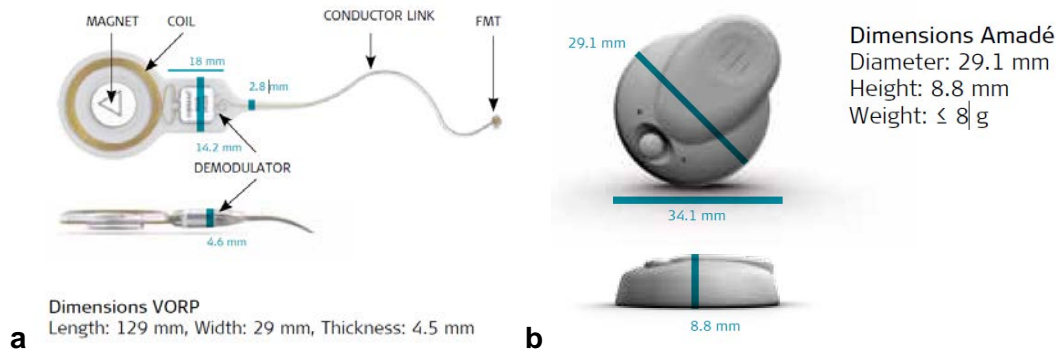 MAGNET
COIL
CONDUCTOR LINK
FMT
18 mm
2.8 mm
14.2 mm
DEMODULATOR
4.6 mm
Dimensions VORP
Length: 129 mm, Width: 29 mm, Thickness: 4.5 mm
a
29.1 mm
34.1 mm
8.8 mm
Dimensions Amadé
Diameter: 29.1 mm
Height: 8.8 mm
Weight: ≤ 8 g
b